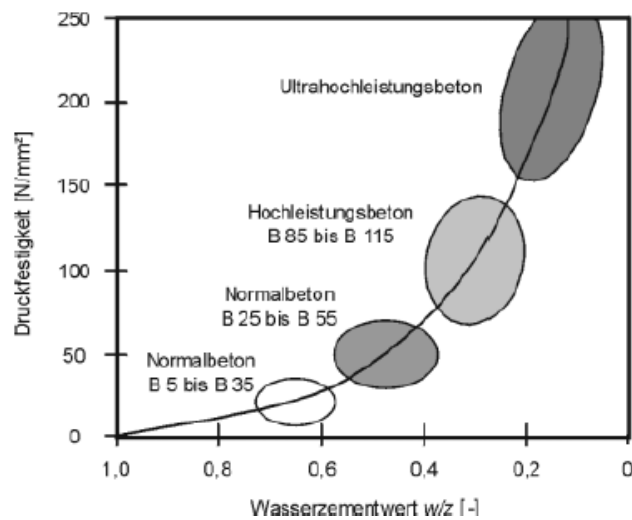 250
200
150
100
50
0
Druckfestigkeit [N/mm²]
Ultrahochleistungsbeton
Hochleistungsbeton
B 85 bis B 115
Normalbeton
B 25 bis B 55
Normalbeton
B 5 bis B 35
1,0 0,8 0,6 0,4 0,2 0
Wasserzementwert w/z [-]